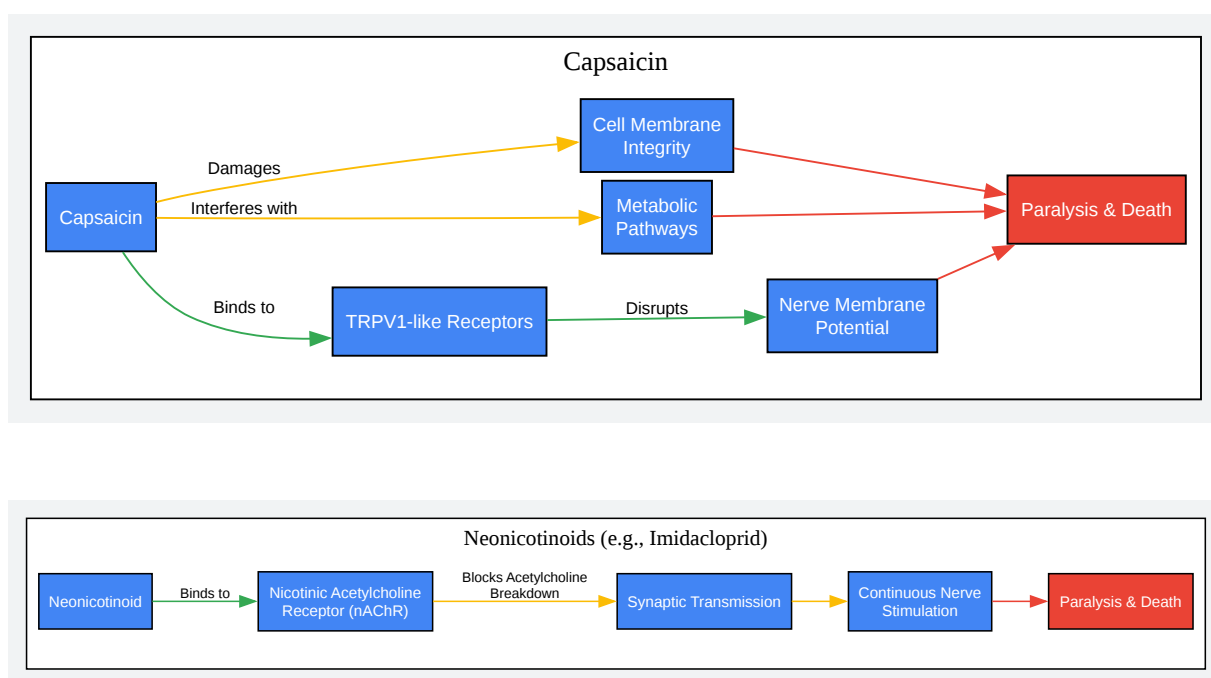 Capsaicin
Cell Membrane
Integrity
Damages
Capsaicin
Interferes with
Metabolic
Pathways
Paralysis & Death
Binds to
TRPV1-like Receptors
Disrupts
Nerve Membrane
Potential
Neonicotinoids (e.g., Imidacloprid)
Neonicotinoid
Binds to
Nicotinic Acetylcholine
Receptor (nAChR)
Blocks Acetylcholine
Breakdown
Synaptic Transmission
Continuous Nerve
Stimulation
Paralysis & Death